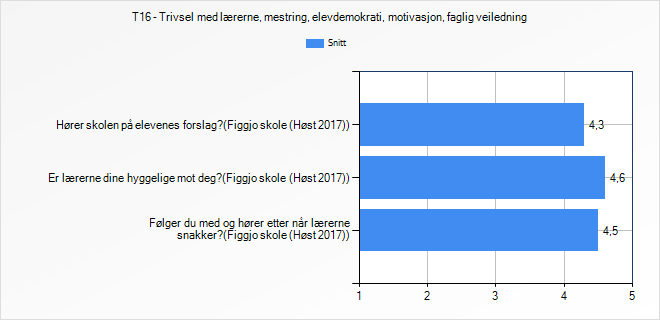 T16 - Trivsel med lærerne, mestring, elevdemokrati, motivasjon, faglig veiledning
Snitt
Hører skolen på elevenes forslag?(Figgjo skole (Høst 2017))
4,3
Er lærerne dine hyggelige mot deg?(Figgjo skole (Høst 2017))
4,6
Følger du med og hører etter når lærerne
snakker?(Figgjo skole (Høst 2017))
4,5
1 2 3 4 5